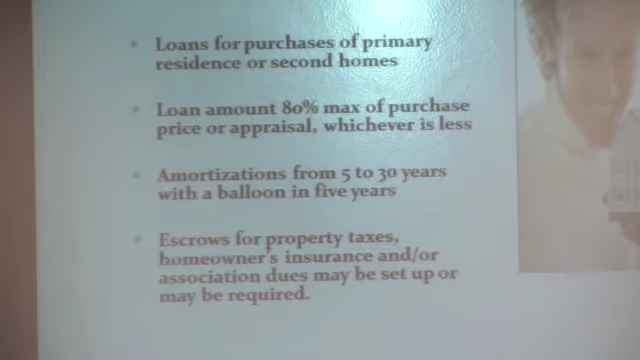 Loans for purchases of primary
residence or second homes
Loan amount 80% max of purchase
price or appraisal, whichever is less
Amortizations from 5 to 30 years
with a balloon in five years
Escrows for property taxes,
homeowner's insurance and/or
association dues may be set up or
may be required.